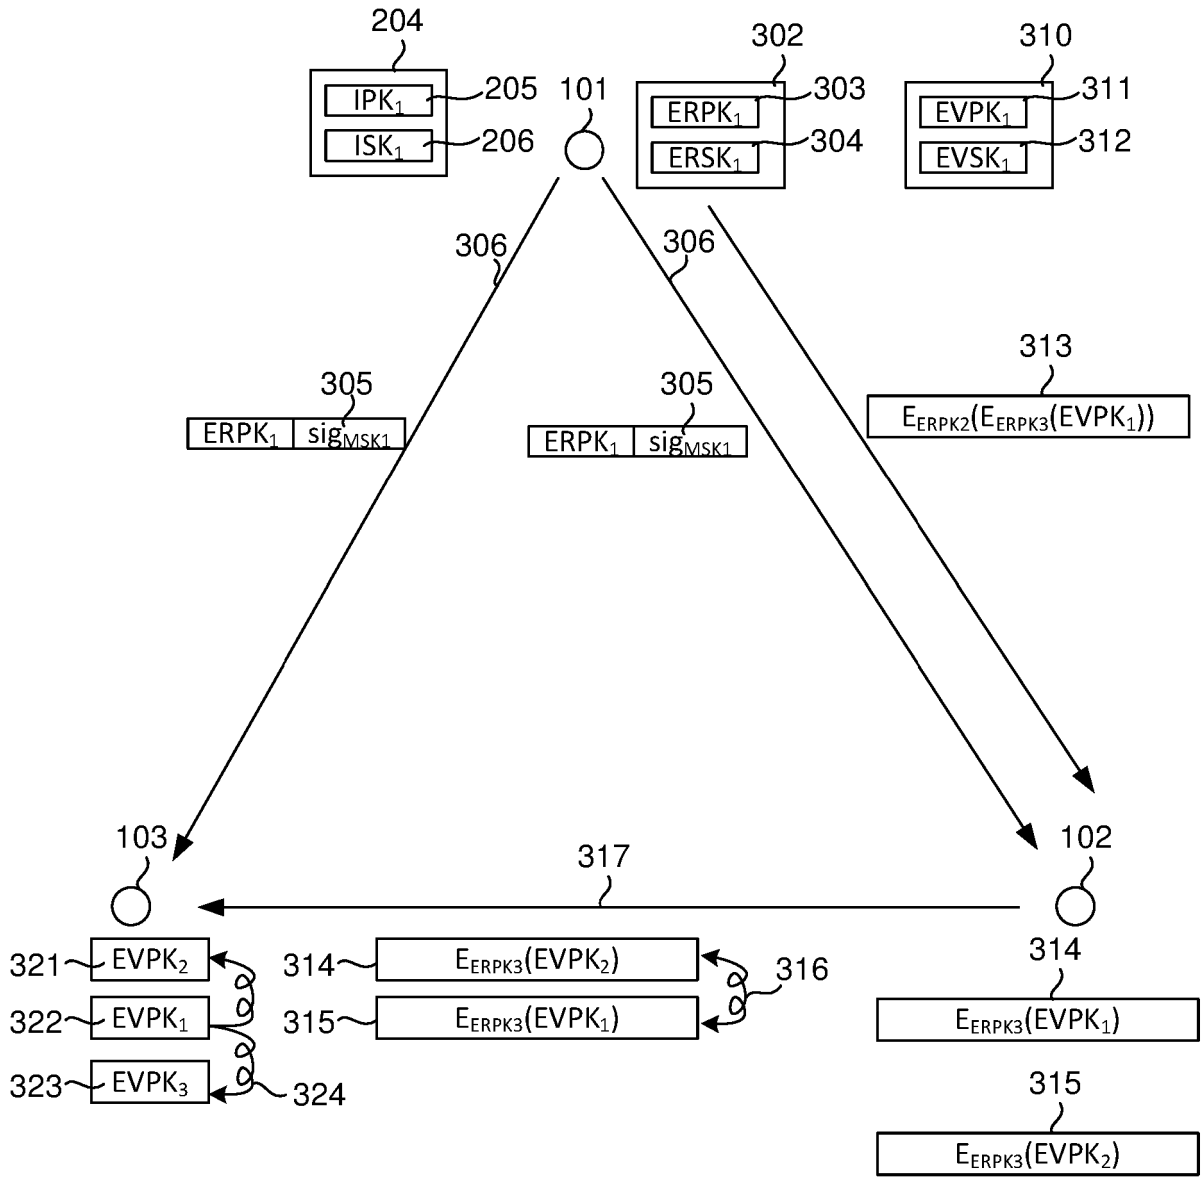 204
302
310
IPK1
205
101
ERPK1
303
EVPK1
311
ISK1
206
ERSK1
304
EVSK1
312
306
306
313
305
305
EERPK2(EERPK3(EVPK1))
ERPK1 sigMSK1
ERPK1 sigMSK1
103
317
102
321
EVPK2
314
EERPK3(EVPK2)
316
314
322
EVPK1
315
EERPK3(EVPK1)
EERPK3(EVPK1)
323
EVPK3
324
315
EERPK3(EVPK2)